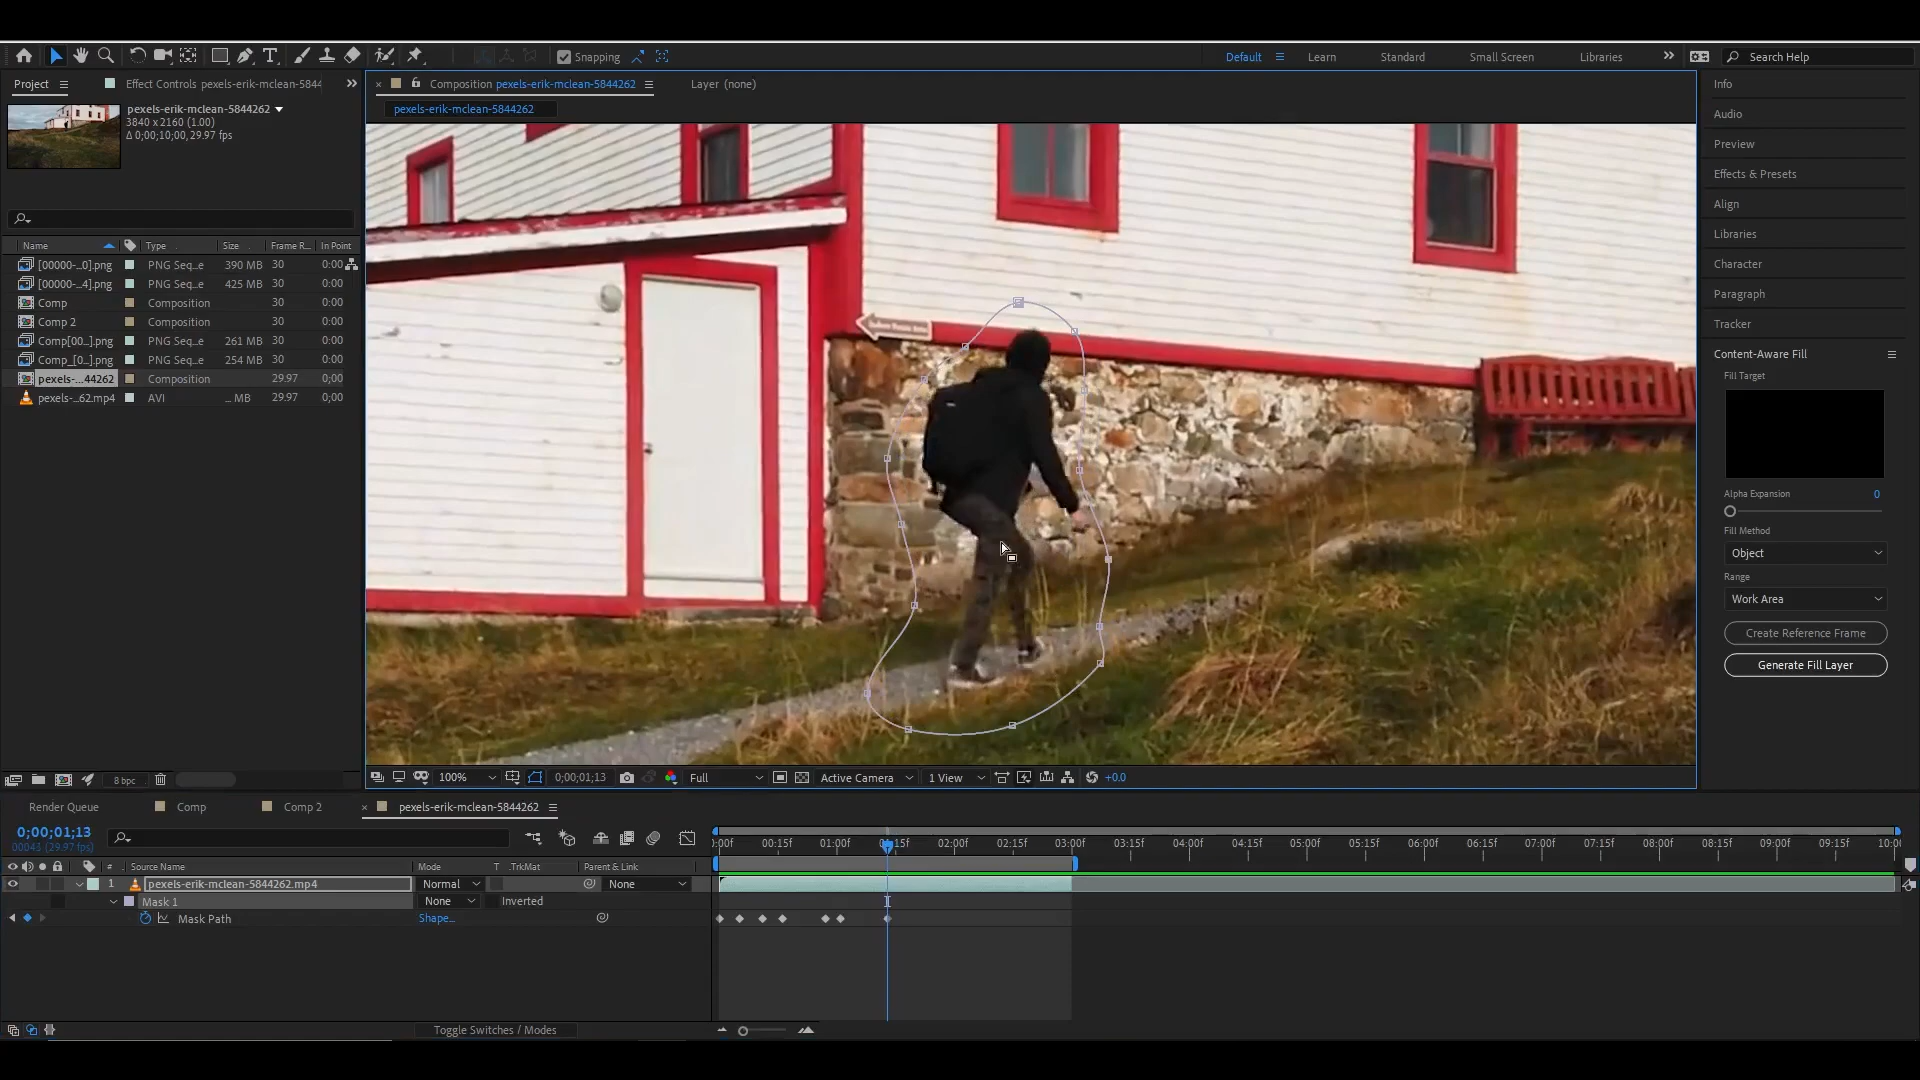 Snapping
Default
Learn
Standard
Small Screen
Libraries
Search Help
Project
Effect Controls pexels-erik-mclean-5844
Composition pexels-erik-mclean-5844262
Layer (none)
pexels-erik-mclean-5844262
pexels-erik-mclean-5844262
3840 x 2160 (1.00)
Δ 0;00;10;00, 29.97 fps
Name Type Size Frame R... In Point
[00000-...0].png PNG Seq...e 390 MB 30 0:00
[00000-...4].png PNG Seq...e 425 MB 30 0:00
Comp Composition 30 0:00
Comp 2 Composition 30 0:00
Comp[00...].png PNG Seq...e 261 MB 30 0:00
Comp_[0...].png PNG Seq...e 254 MB 30 0:00
pexels-...44262 Composition 29.97 0;00
pexels-...62.mp4 AVI ... MB 29.97 0;00
8 bpc
Info
Audio
Preview
Effects & Presets
Align
Libraries
Character
Paragraph
Tracker
Content-Aware Fill
Fill Target
Alpha Expansion 0
Fill Method
Object
Range
Work Area
Create Reference Frame
Generate Fill Layer
100% 0;00;01;13 Full Active Camera 1 View +0.0
Render Queue Comp Comp 2 pexels-erik-mclean-5844262
0;00;01;13
00043 (29.97 fps)
:00f 00:15f 01:00f 01:15f 02:00f 02:15f 03:00f 03:15f 04:00f 04:15f 05:00f 05:15f 06:00f 06:15f 07:00f 07:15f 08:00f 08:15f 09:00f 09:15f 10:00
# Source Name Mode T .TrkMat Parent & Link
1 pexels-erik-mclean-5844262.mp4 Normal None
Mask 1 None Inverted
Mask Path Shape...
Toggle Switches / Modes